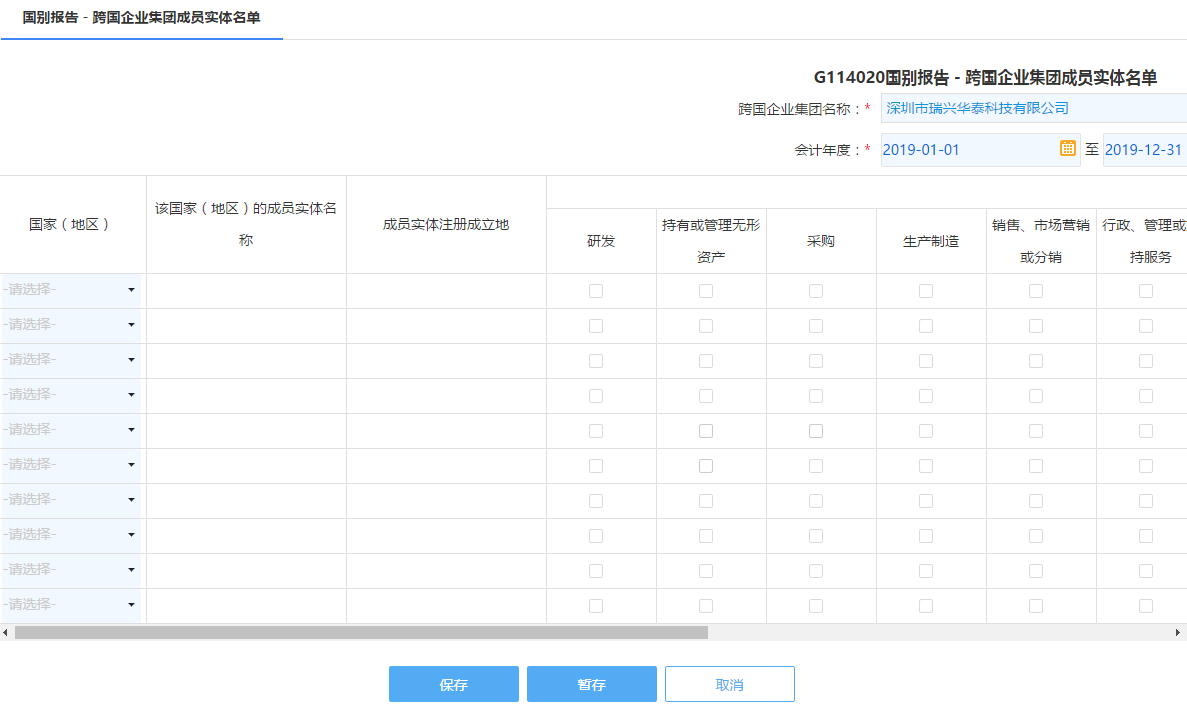 国别报告 - 跨国企业集团成员实体名单
G114020国别报告 - 跨国企业集团成员实体名单
跨国企业集团名称：* 深圳市瑞兴华泰科技有限公司
会计年度：* 2019-01-01 至 2019-12-31
国家（地区）
该国家（地区）的成员实体名
称
成员实体注册成立地
研发
持有或管理无形
资产
采购
生产制造
销售、市场营销
或分销
行政、管理或
持服务
-请选择-
-请选择-
-请选择-
-请选择-
-请选择-
-请选择-
-请选择-
-请选择-
-请选择-
-请选择-
保存 暂存 取消